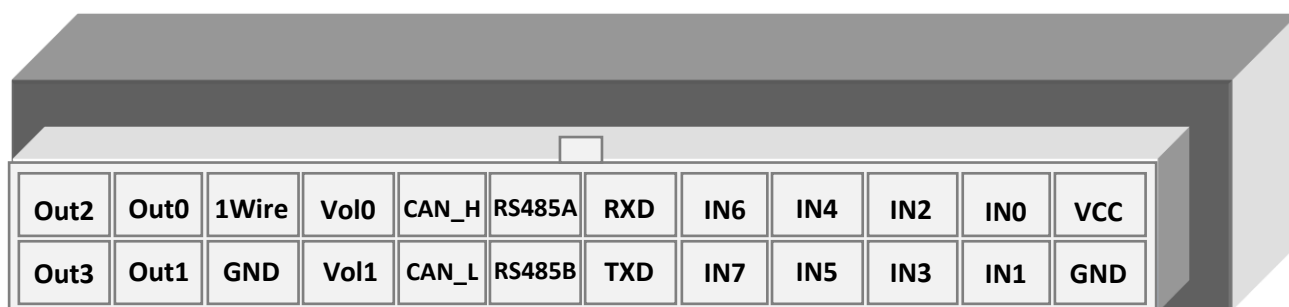 Out2 Out0 1Wire Vol0 CAN_H RS485A RXD IN6 IN4 IN2 IN0 VCC
Out3 Out1 GND Vol1 CAN_L RS485B TXD IN7 IN5 IN3 IN1 GND